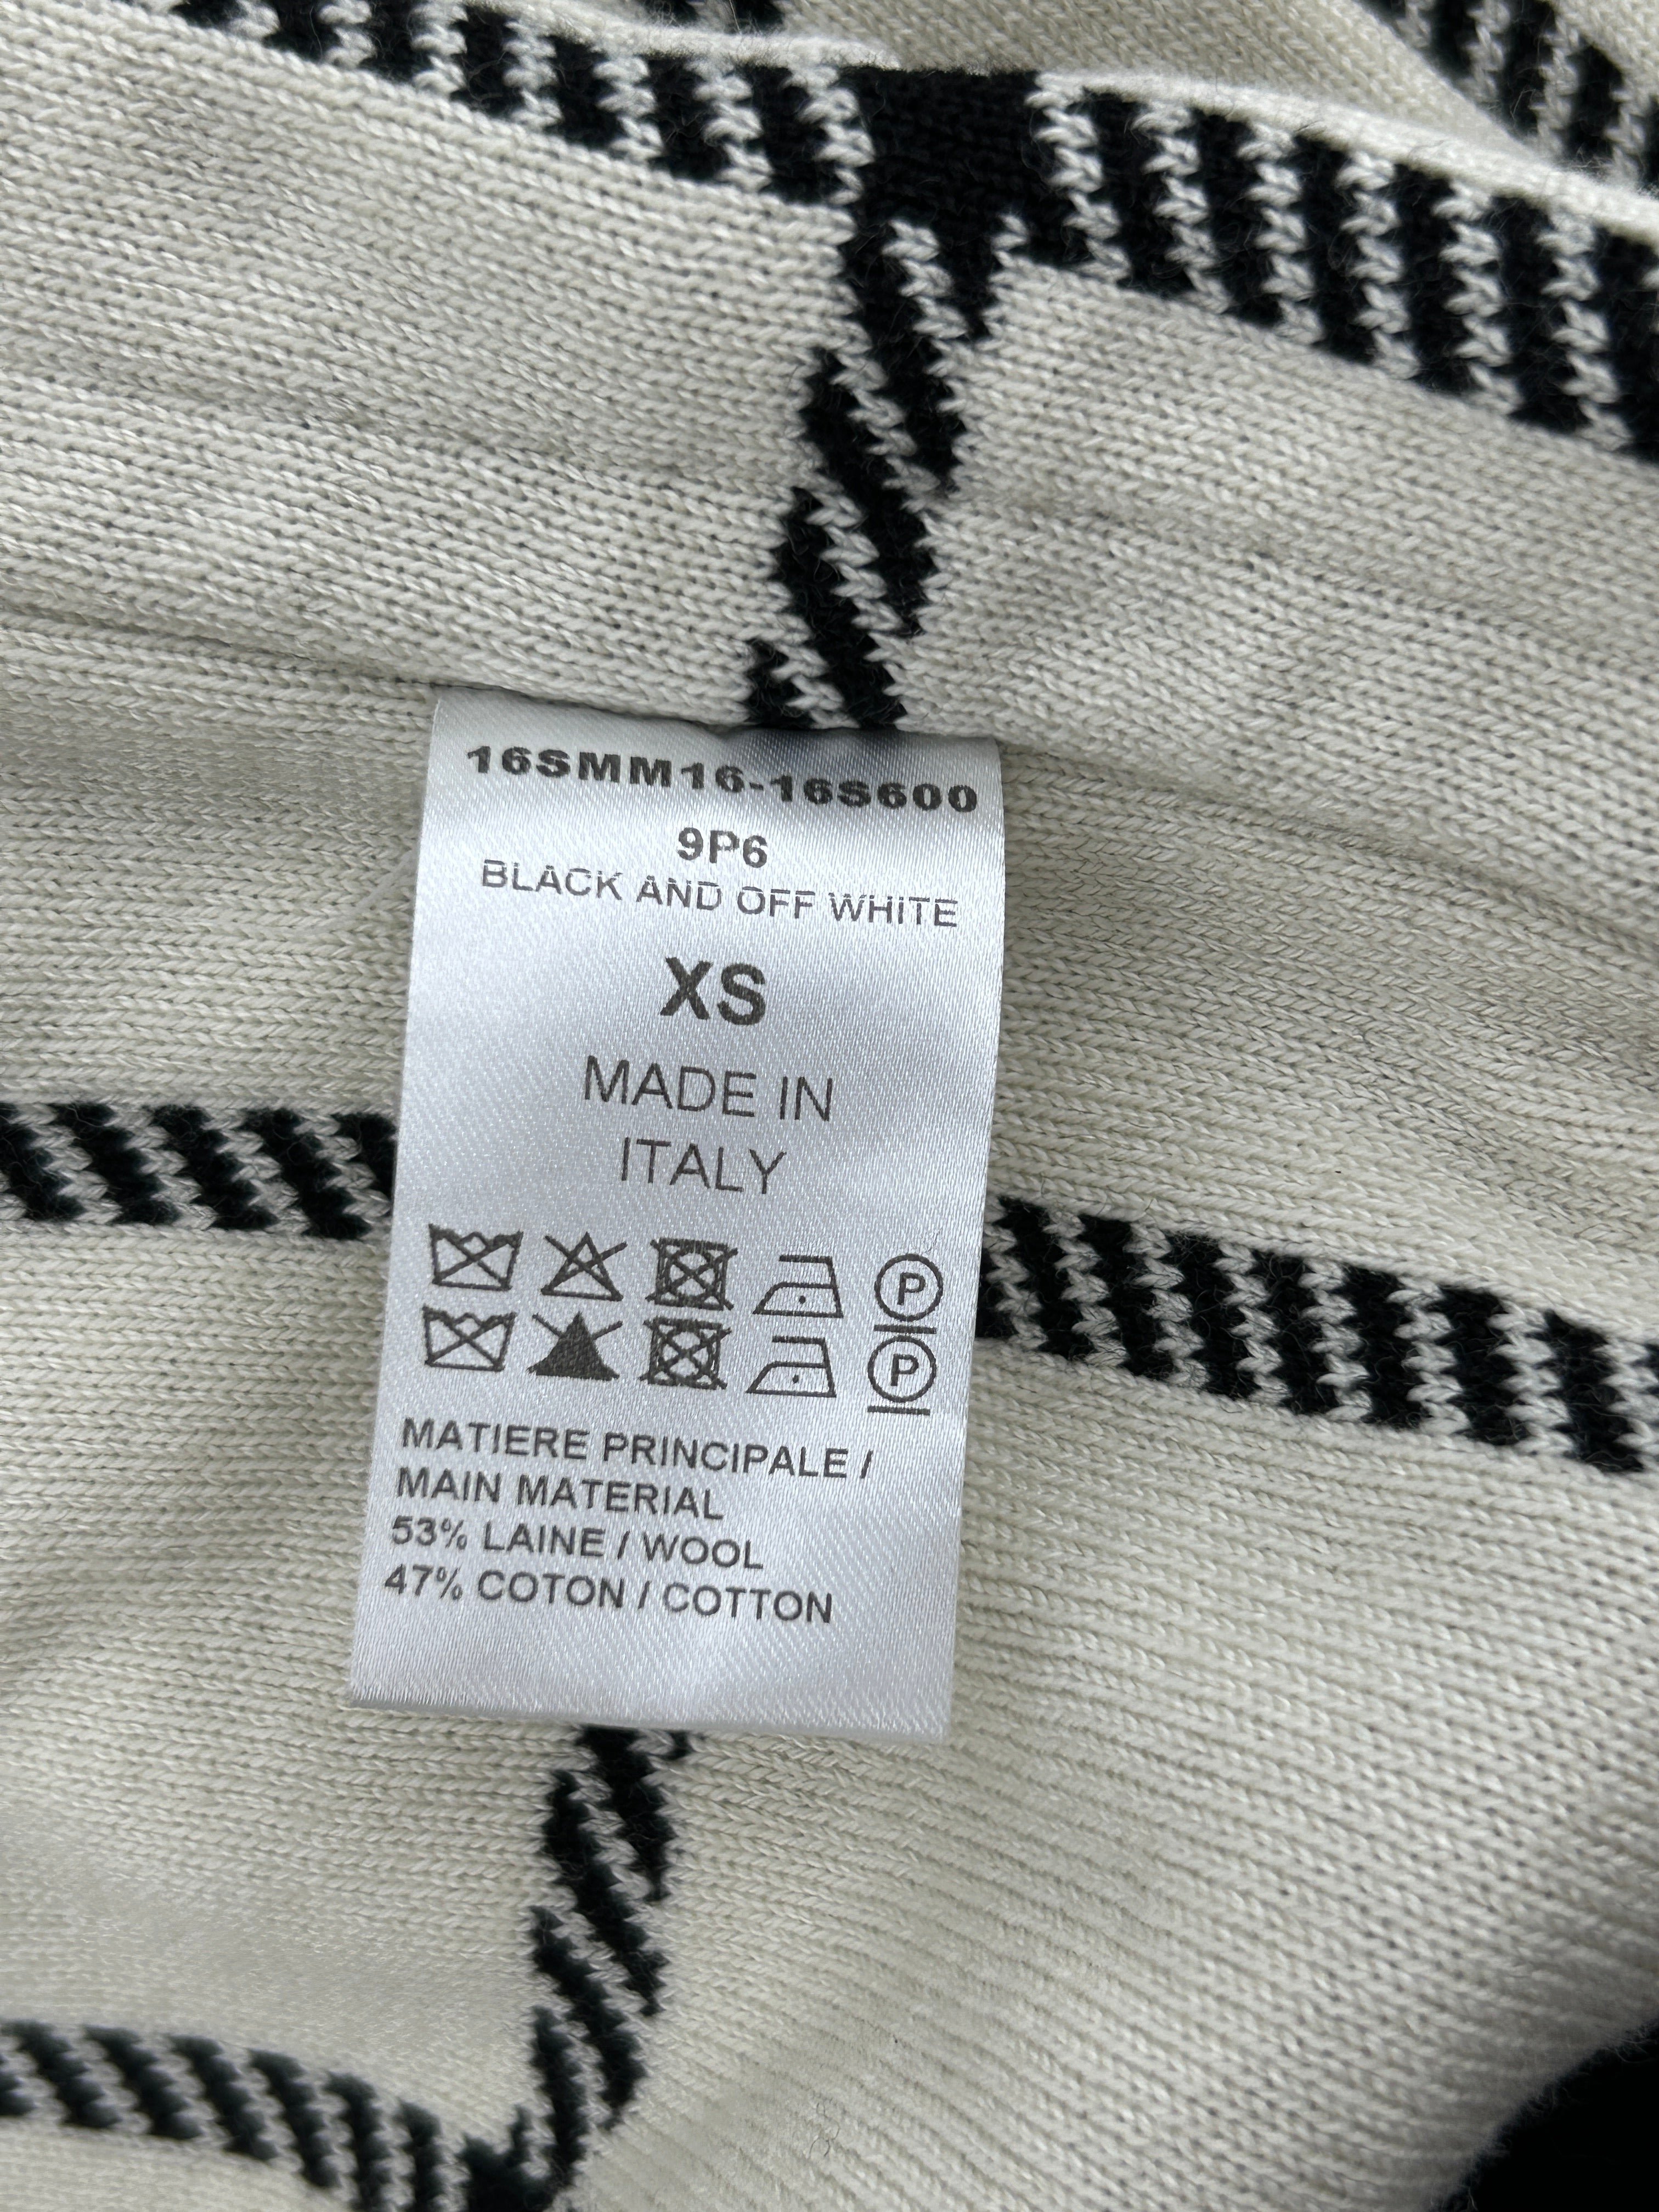 16SMM16-16S600
9P6
BLACK AND OFF WHITE
XS
MADE IN
ITALY
P
P
MATIERE PRINCIPALE /
MAIN MATERIAL
53% LAINE / WOOL
47% COTON / COTTON